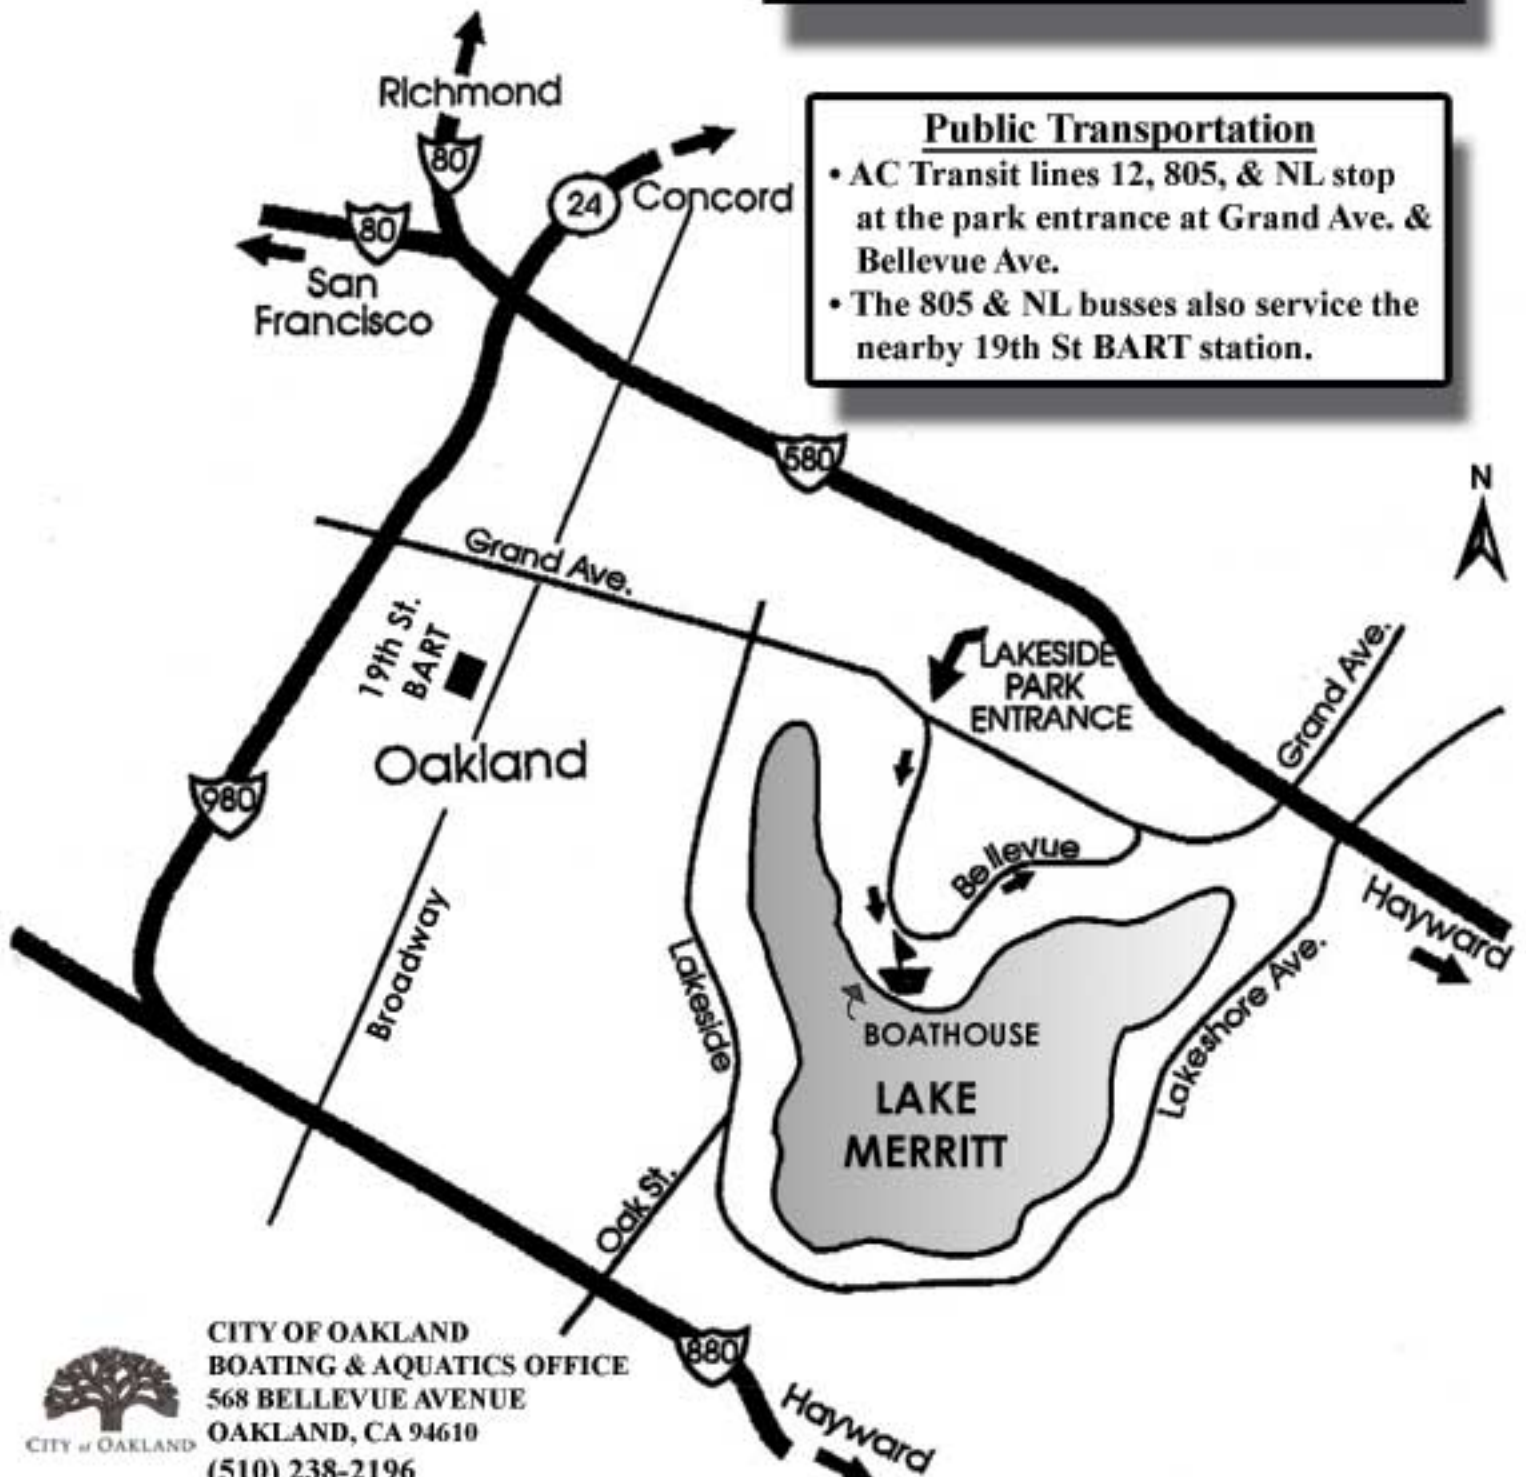 Richmond
80
24
Concord
80
San
Francisco
Public Transportation
• AC Transit lines 12, 805, & NL stop
at the park entrance at Grand Ave. &
Bellevue Ave.
• The 805 & NL busses also service the
nearby 19th St BART station.
580
N
Grand Ave.
19th St.
BART
LAKESIDE
PARK
ENTRANCE
Grand Ave.
Oakland
980
Bellevue
Hayward
Broadway
Lakeside
Lakeshore Ave.
BOATHOUSE
LAKE
MERRITT
Oak St.
880
Hayward
CITY OF OAKLAND
BOATING & AQUATICS OFFICE
568 BELLEVUE AVENUE
OAKLAND, CA 94610
(510) 238-2196
CITY of OAKLAND